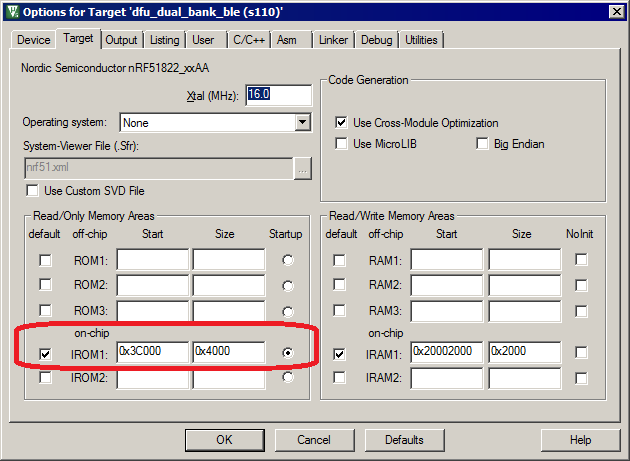 Options for Target 'dfu_dual_bank_ble (s110)'
Device Target Output Listing User C/C++ Asm Linker Debug Utilities
Nordic Semiconductor nRF51822_xxAA
Xtal (MHz): 16.0
Operating system: None
System-Viewer File (.Sfr):
nrf51.xml ...
Use Custom SVD File
Code Generation
Use Cross-Module Optimization
Use MicroLIB Big Endian
Read/Only Memory Areas
default off-chip Start Size Startup
ROM1:
ROM2:
ROM3:
on-chip
IROM1: 0x3C000 0x4000
IROM2:
Read/Write Memory Areas
default off-chip Start Size NoInit
RAM1:
RAM2:
RAM3:
on-chip
IRAM1: 0x20002000 0x2000
IRAM2:
OK Cancel Defaults Help